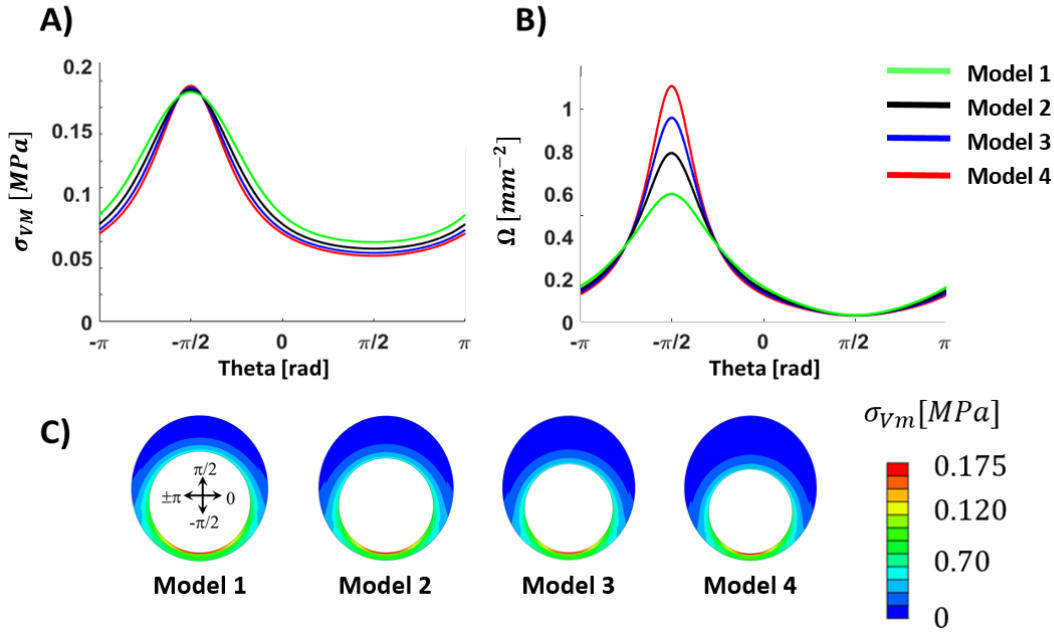 A)
B)
0.2
0.15
0.1
0.05
0
σVM [MPa]
-π
-π/2
0
π/2
π
Theta [rad]
1
0.8
0.6
0.4
0.2
0
Ω [mm⁻²]
-π
-π/2
0
π/2
π
Theta [rad]
Model 1
Model 2
Model 3
Model 4
C)
π/2
±π
0
-π/2
Model 1
Model 2
Model 3
Model 4
σVm[MPa]
0.175
0.120
0.70
0